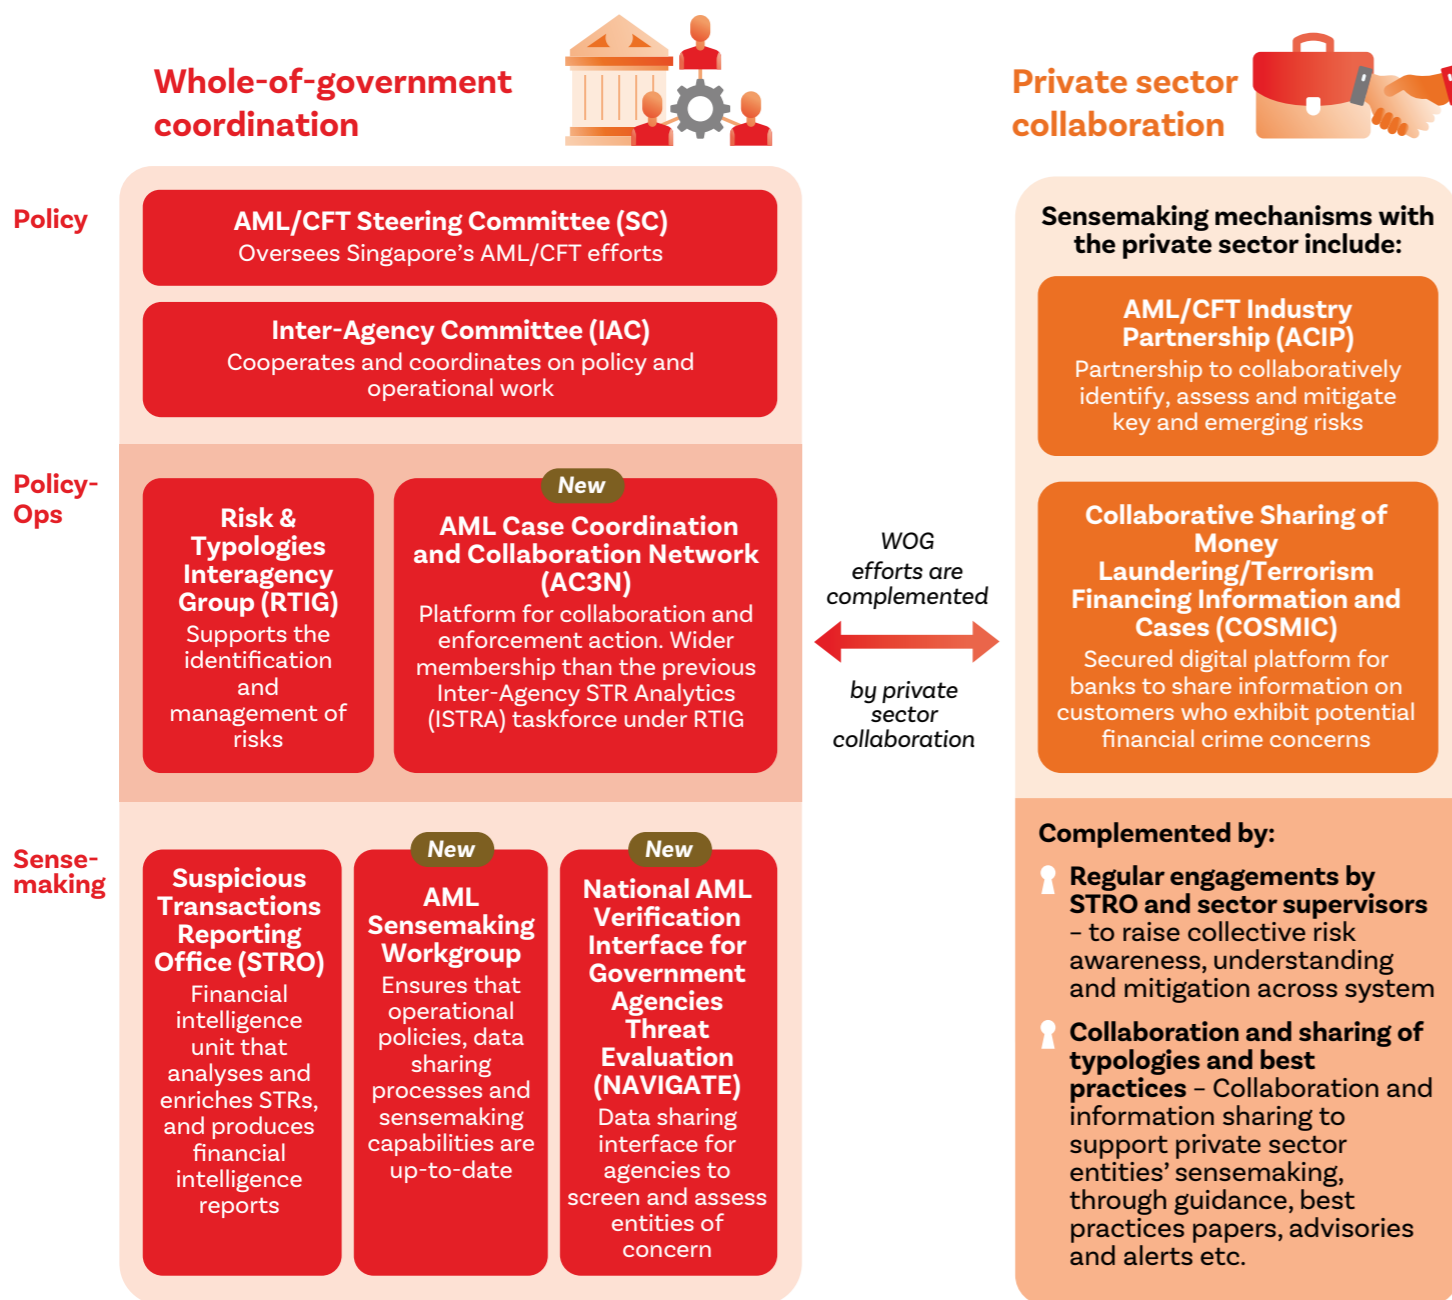 Whole-of-government
coordination
Private sector
collaboration
Policy
AML/CFT Steering Committee (SC)
Oversees Singapore's AML/CFT efforts
Inter-Agency Committee (IAC)
Cooperates and coordinates on policy and
operational work
Policy-
Ops
Risk &
Typologies
Interagency
Group (RTIG)
Supports the
identification
and
management of
risks
New
AML Case Coordination
and Collaboration Network
(AC3N)
Platform for collaboration and
enforcement action. Wider
membership than the previous
Inter-Agency STR Analytics
(ISTRA) taskforce under RTIG
Sense-
making
Suspicious
Transactions
Reporting
Office (STRO)
Financial
intelligence
unit that
analyses and
enriches STRs,
and produces
financial
intelligence
reports
New
AML
Sensemaking
Workgroup
Ensures that
operational
policies, data
sharing
processes and
sensemaking
capabilities are
up-to-date
New
National AML
Verification
Interface for
Government
Agencies
Threat
Evaluation
(NAVIGATE)
Data sharing
interface for
agencies to
screen and assess
entities of
concern
WOG
efforts are
complemented
by private
sector
collaboration
Sensemaking mechanisms with
the private sector include:
AML/CFT Industry
Partnership (ACIP)
Partnership to collaboratively
identify, assess and mitigate
key and emerging risks
Collaborative Sharing of
Money
Laundering/Terrorism
Financing Information and
Cases (COSMIC)
Secured digital platform for
banks to share information on
customers who exhibit potential
financial crime concerns
Complemented by:
Regular engagements by
STRO and sector supervisors
– to raise collective risk
awareness, understanding
and mitigation across system
Collaboration and sharing of
typologies and best
practices – Collaboration and
information sharing to
support private sector
entities' sensemaking,
through guidance, best
practices papers, advisories
and alerts etc.